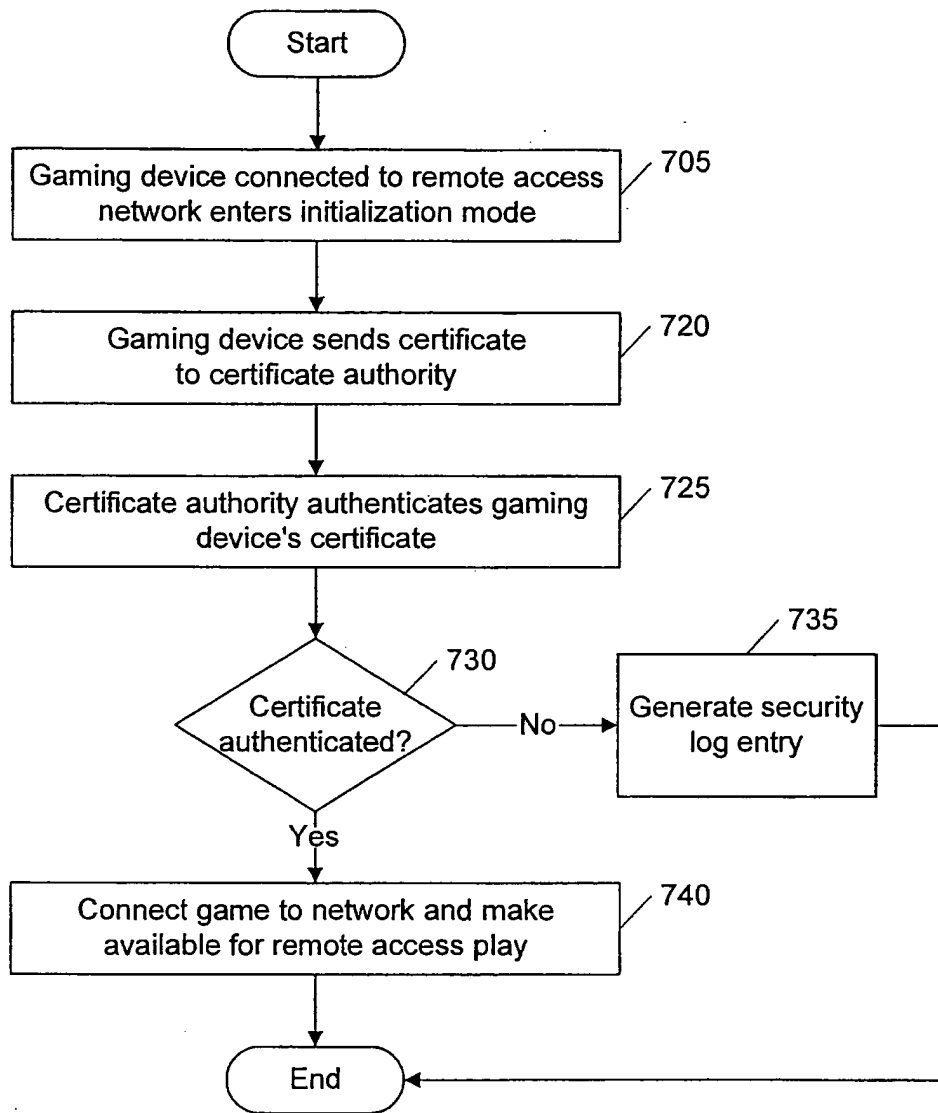 Start
705
Gaming device connected to remote access
network enters initialization mode
720
Gaming device sends certificate
to certificate authority
725
Certificate authority authenticates gaming
device's certificate
735
730
Certificate
authenticated?
No
Generate security
log entry
Yes
740
Connect game to network and make
available for remote access play
End